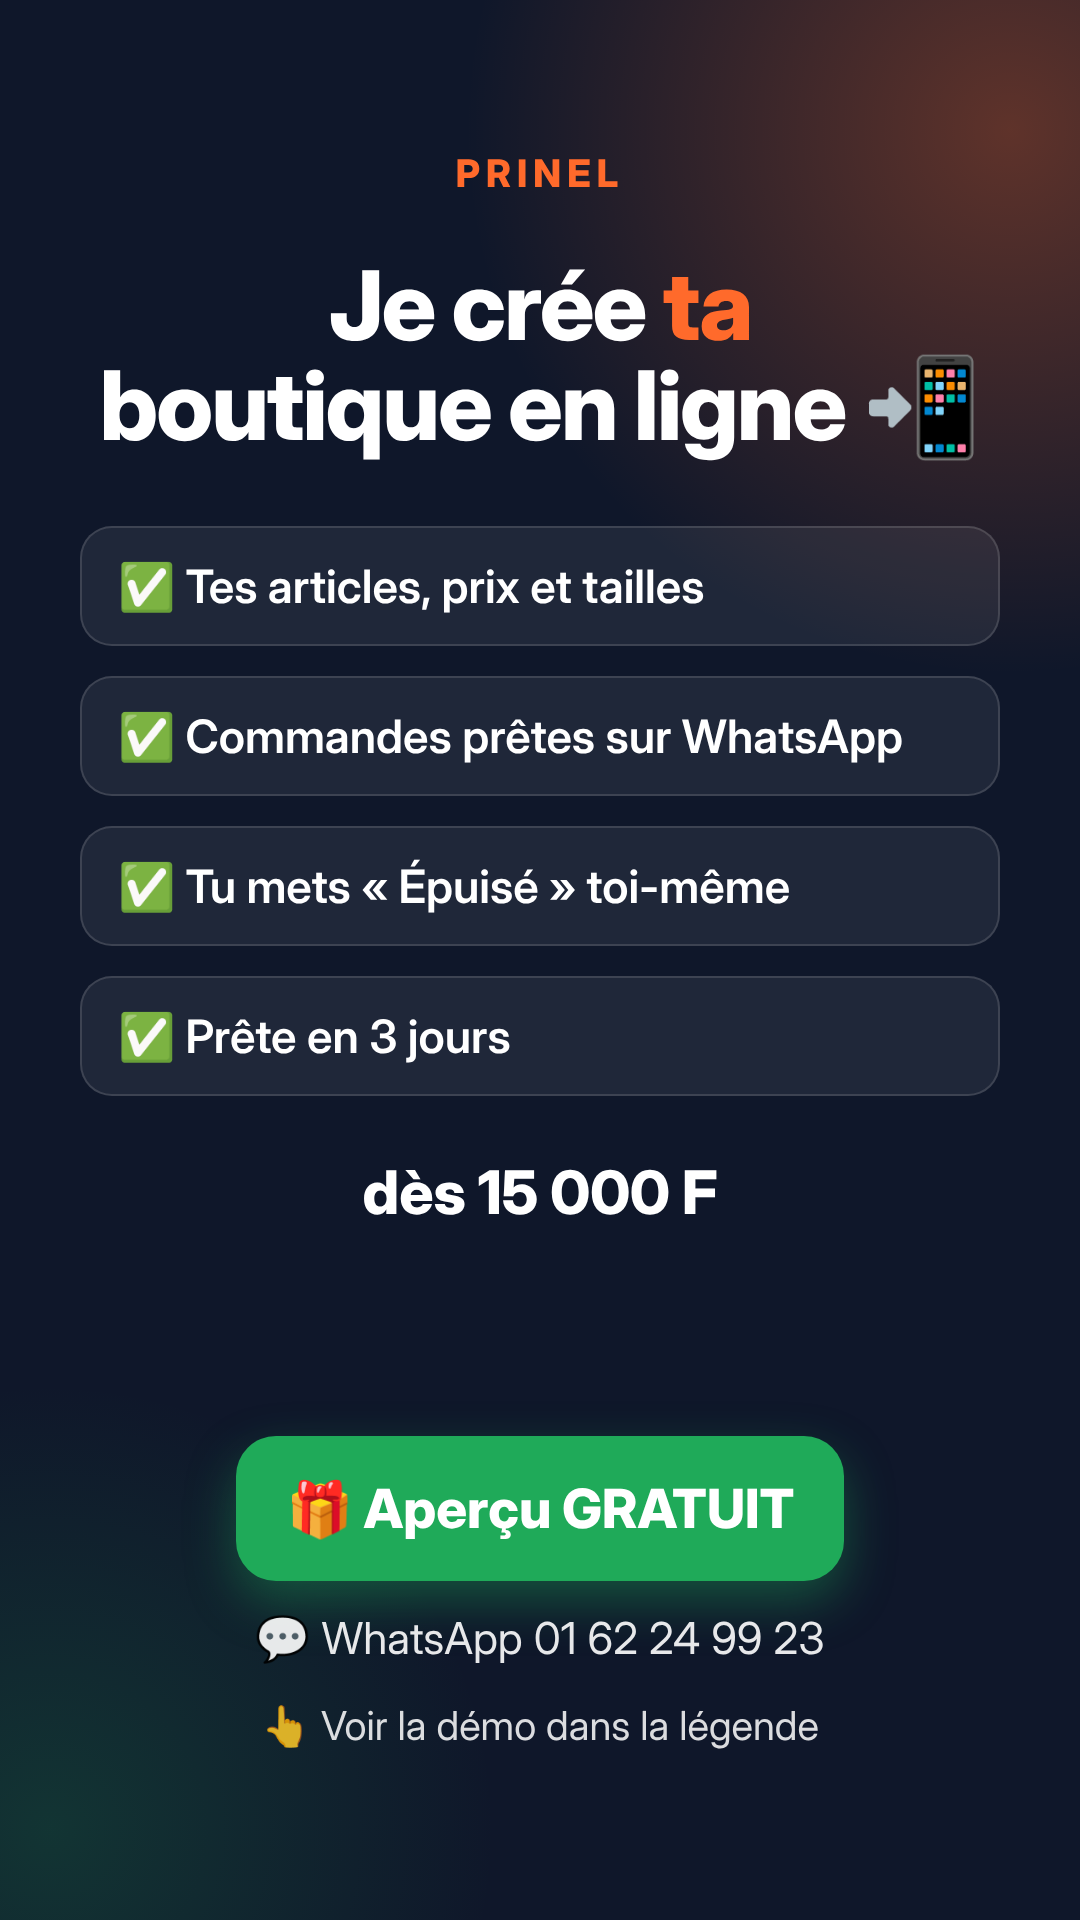 PRINEL
Je crée ta
boutique en ligne 📲
✅ Tes articles, prix et tailles
✅ Commandes prêtes sur WhatsApp
✅ Tu mets « Épuisé » toi-même
✅ Prête en 3 jours
dès 15 000 F
🎁 Aperçu GRATUIT
💬 WhatsApp 01 62 24 99 23
👆 Voir la démo dans la légende